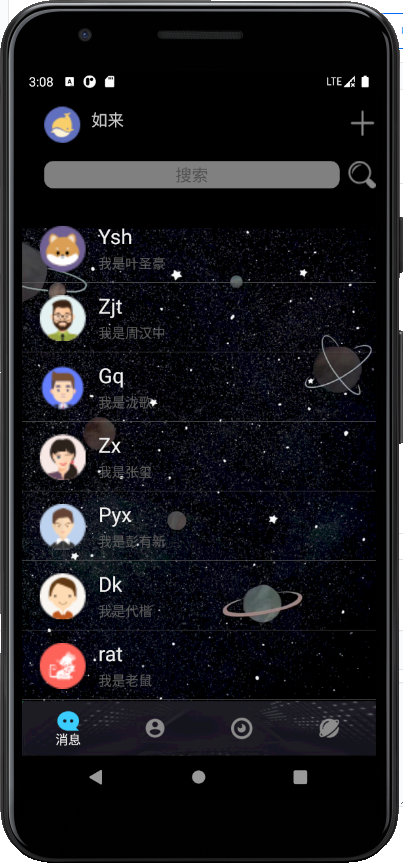 3:08
LTE
如来
搜索
Ysh
我是叶圣豪
Zjt
我是周汉中
Gq
我是泷歌
Zx
我是张玺
Pyx
我是彭有新
Dk
我是代楷
rat
我是老鼠
消息